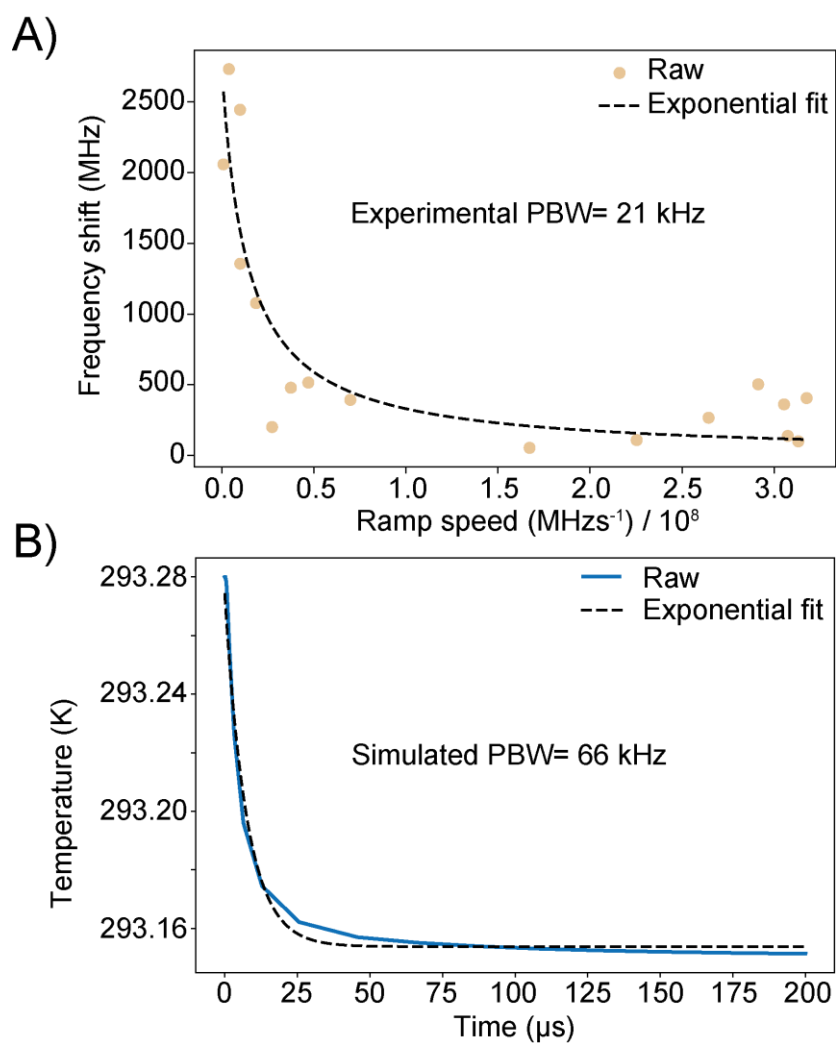 A)
Raw
Exponential fit
2500
2000
1500
1000
500
0
Frequency shift (MHz)
Experimental PBW= 21 kHz
0.0 0.5 1.0 1.5 2.0 2.5 3.0
Ramp speed (MHzs⁻¹) / 10⁸
B)
Raw
Exponential fit
293.28
293.24
293.20
293.16
Temperature (K)
Simulated PBW= 66 kHz
0 25 50 75 100 125 150 175 200
Time (µs)